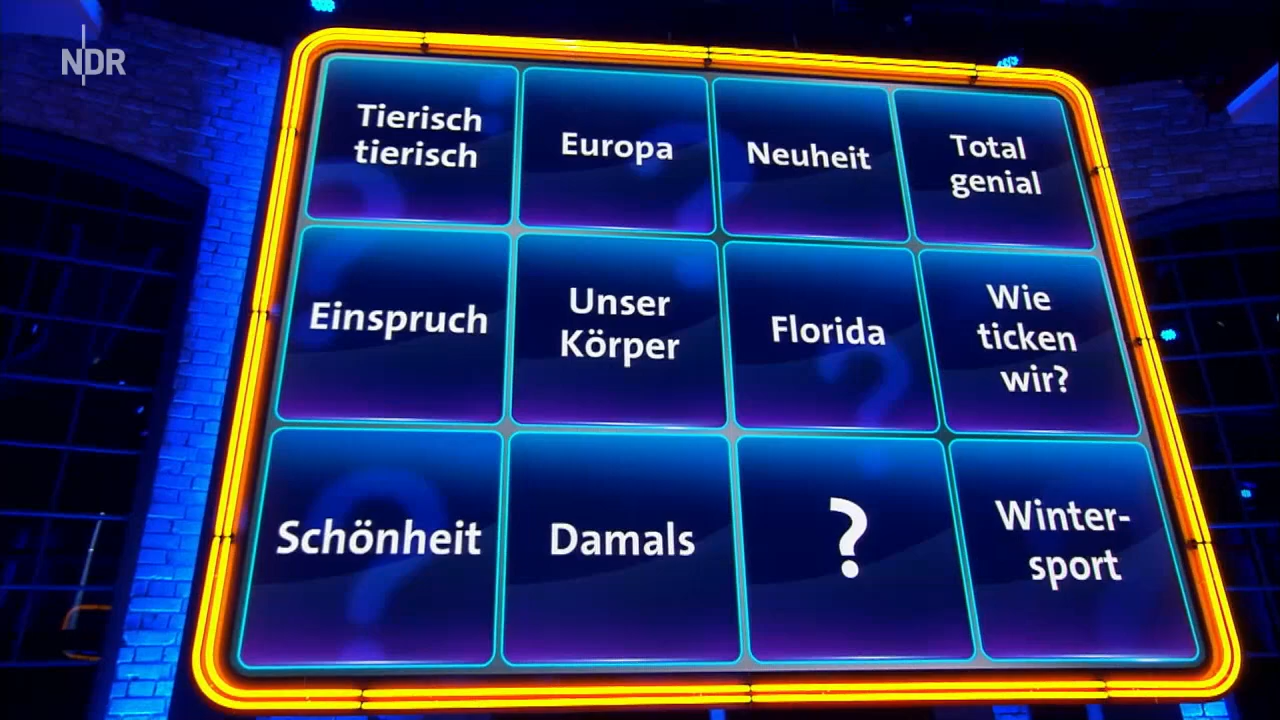 NDR
Tierisch
tierisch
Europa
Neuheit
Total
genial
Einspruch
Unser
Körper
Florida
Wie
ticken
wir?
Schönheit
Damals
?
Winter-
sport